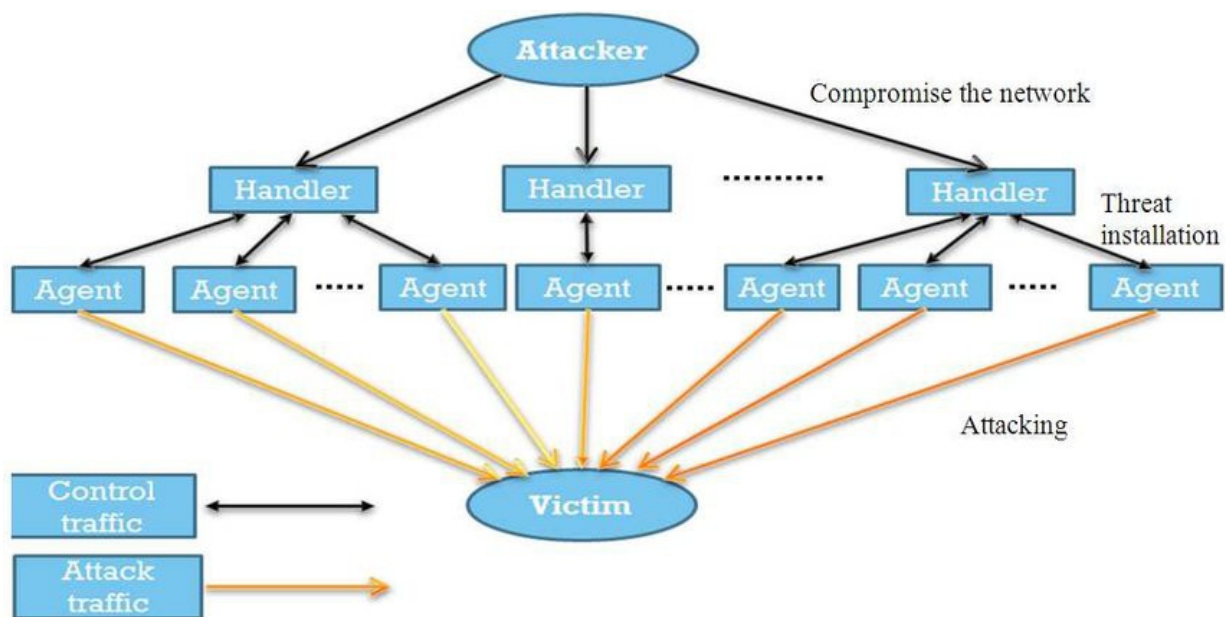 Attacker
Compromise the network
Handler
Handler
Handler
Threat
installation
Agent
Agent
Agent
Agent
Agent
Agent
Agent
Attacking
Control
traffic
Victim
Attack
traffic